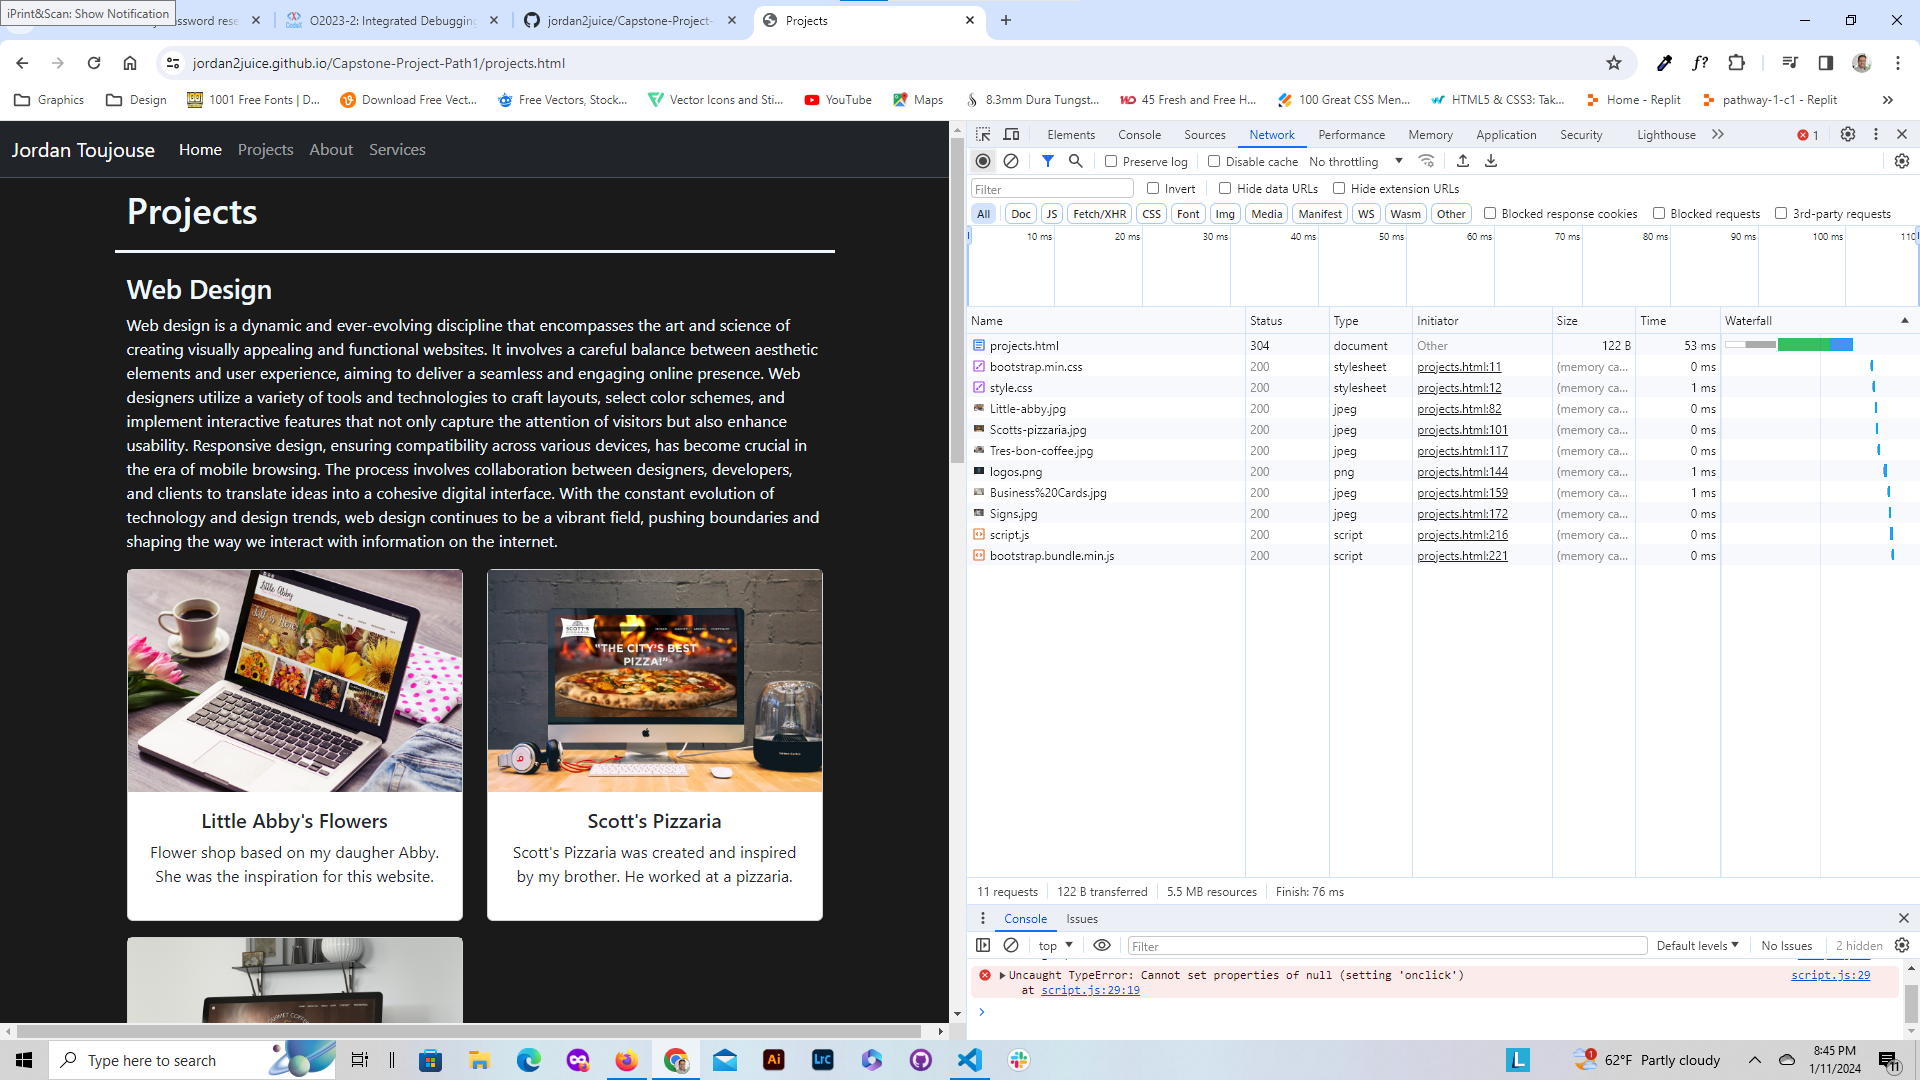 iPrint&Scan: Show Notification
assword rese
O2023-2: Integrated Debugging
jordan2juice/Capstone-Project-
Projects
jordan2juice.github.io/Capstone-Project-Path1/projects.html
Graphics
Design
1001 Free Fonts | D...
Download Free Vect...
Free Vectors, Stock...
Vector Icons and Sti...
YouTube
Maps
8.3mm Dura Tungst...
45 Fresh and Free H...
100 Great CSS Men...
HTML5 & CSS3: Tak...
Home - Replit
pathway-1-c1 - Replit
Jordan Toujouse Home Projects About Services
Projects
Web Design
Web design is a dynamic and ever-evolving discipline that encompasses the art and science of
creating visually appealing and functional websites. It involves a careful balance between aesthetic
elements and user experience, aiming to deliver a seamless and engaging online presence. Web
designers utilize a variety of tools and technologies to craft layouts, select color schemes, and
implement interactive features that not only capture the attention of visitors but also enhance
usability. Responsive design, ensuring compatibility across various devices, has become crucial in
the era of mobile browsing. The process involves collaboration between designers, developers,
and clients to translate ideas into a cohesive digital interface. With the constant evolution of
technology and design trends, web design continues to be a vibrant field, pushing boundaries and
shaping the way we interact with information on the internet.
Little Abby
SCOTT'S
"THE CITY'S BEST
PIZZA!"
Little Abby's Flowers
Flower shop based on my daugher Abby.
She was the inspiration for this website.
Scott's Pizzaria
Scott's Pizzaria was created and inspired
by my brother. He worked at a pizzaria.
Elements Console Sources Network Performance Memory Application Security Lighthouse 1
Preserve log Disable cache No throttling
Filter Invert Hide data URLs Hide extension URLs
All Doc JS Fetch/XHR CSS Font Img Media Manifest WS Wasm Other Blocked response cookies Blocked requests 3rd-party requests
10 ms 20 ms 30 ms 40 ms 50 ms 60 ms 70 ms 80 ms 90 ms 100 ms 110
Name Status Type Initiator Size Time Waterfall
projects.html 304 document Other 122 B 53 ms
bootstrap.min.css 200 stylesheet projects.html:11 (memory ca... 0 ms
style.css 200 stylesheet projects.html:12 (memory ca... 1 ms
Little-abby.jpg 200 jpeg projects.html:82 (memory ca... 0 ms
Scotts-pizzaria.jpg 200 jpeg projects.html:101 (memory ca... 0 ms
Tres-bon-coffee.jpg 200 jpeg projects.html:117 (memory ca... 0 ms
logos.png 200 png projects.html:144 (memory ca... 1 ms
Business%20Cards.jpg 200 jpeg projects.html:159 (memory ca... 1 ms
Signs.jpg 200 jpeg projects.html:172 (memory ca... 0 ms
script.js 200 script projects.html:216 (memory ca... 0 ms
bootstrap.bundle.min.js 200 script projects.html:221 (memory ca... 0 ms
11 requests 122 B transferred 5.5 MB resources Finish: 76 ms
Console Issues
top Filter Default levels No Issues 2 hidden
Uncaught TypeError: Cannot set properties of null (setting 'onclick') script.js:29
at script.js:29:19
Type here to search
Ai
Lrc
L
1
62°F Partly cloudy
8:45 PM
1/11/2024
11